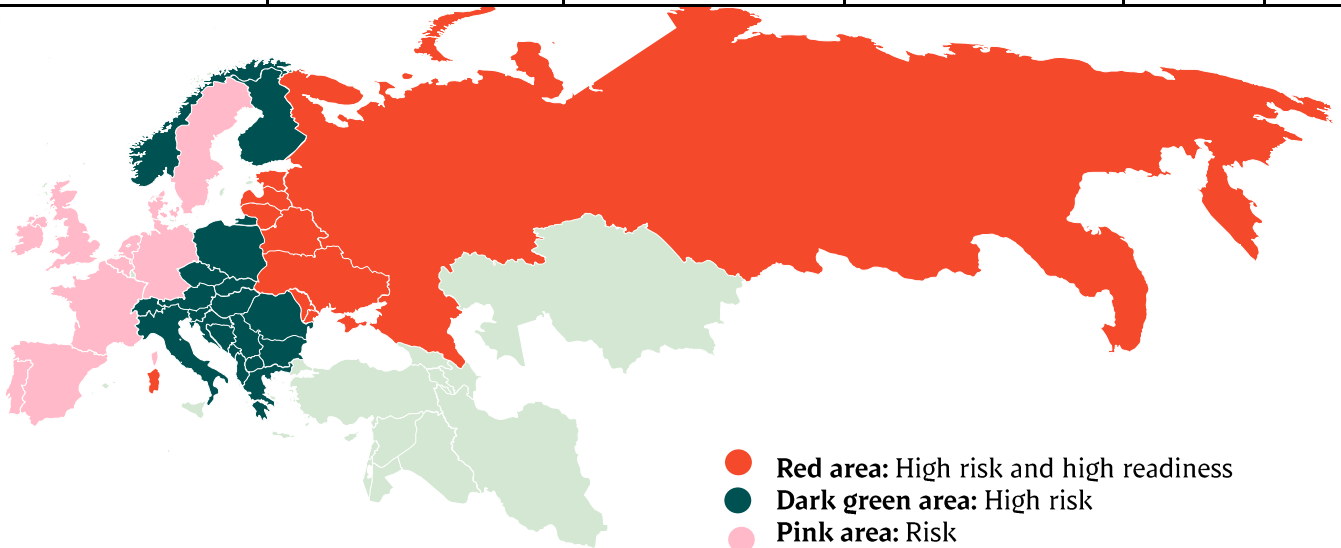 Red area: High risk and high readiness
Dark green area: High risk
Pink area: Risk